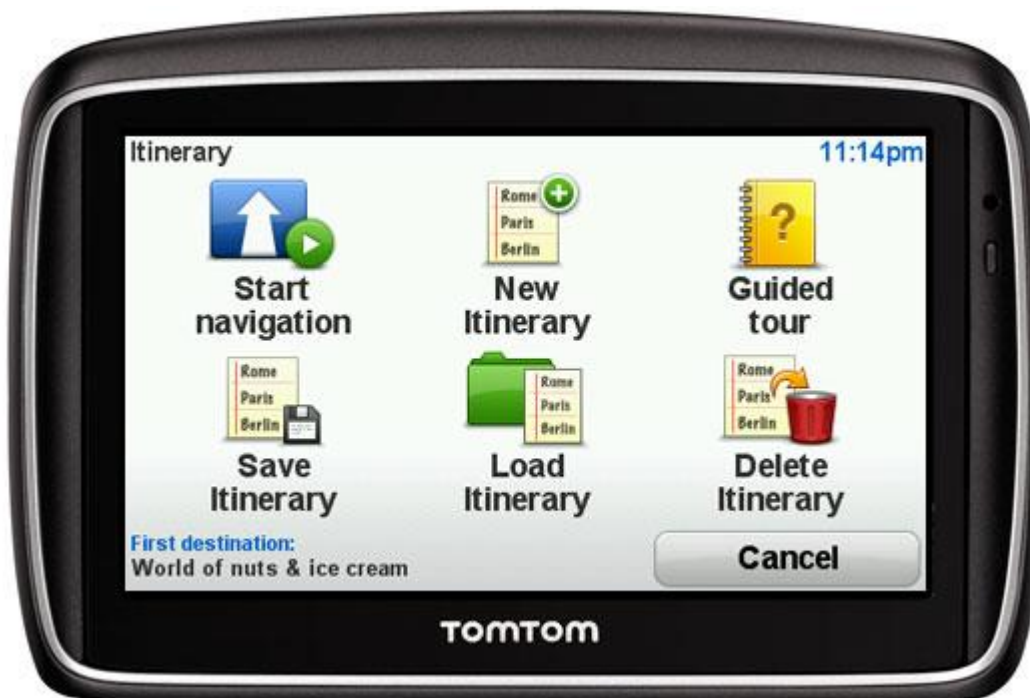 Itinerary
11:14pm
Start
navigation
Rome
Paris
Berlin
New
Itinerary
?
Guided
tour
Rome
Paris
Berlin
Save
Itinerary
Rome
Paris
Berlin
Load
Itinerary
Rome
Paris
Berlin
Delete
Itinerary
First destination:
World of nuts & ice cream
Cancel
TOMTOM